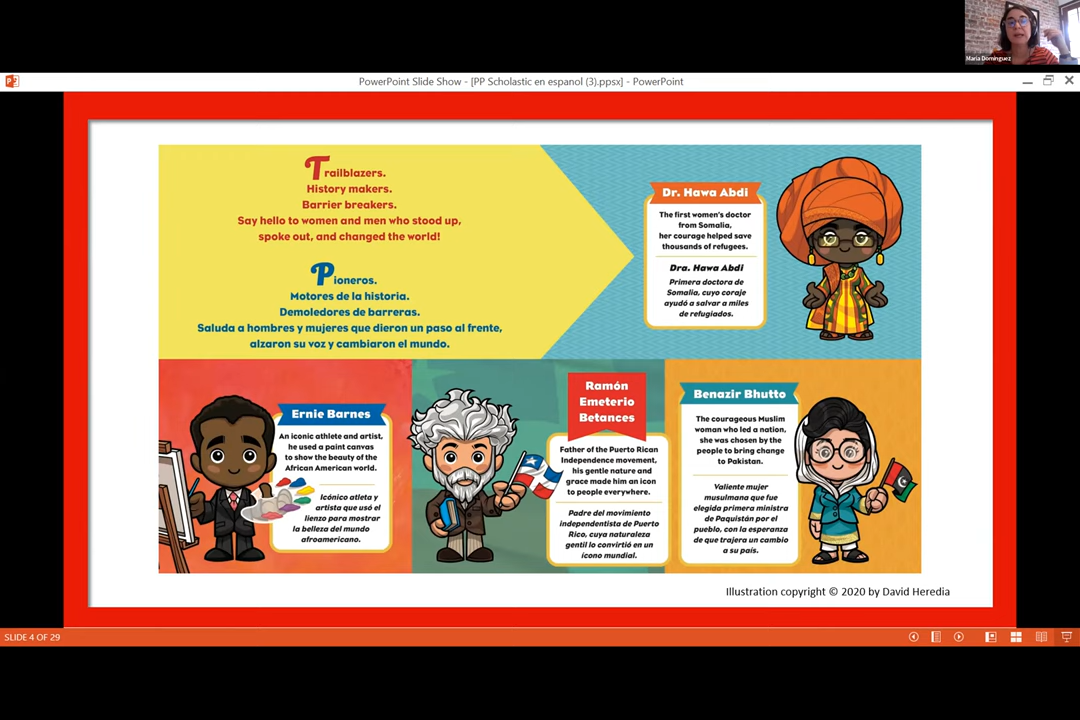 Maria Dominguez
PowerPoint Slide Show - [PP Scholastic en espanol (3).ppsx] - PowerPoint
Trailblazers.
History makers.
Barrier breakers.
Say hello to women and men who stood up,
spoke out, and changed the world!
Pioneros.
Motores de la historia.
Demoledores de barreras.
Saluda a hombres y mujeres que dieron un paso al frente,
alzaron su voz y cambiaron el mundo.
Dr. Hawa Abdi
The first women's doctor
from Somalia,
her courage helped save
thousands of refugees.
Dra. Hawa Abdi
Primera doctora de
Somalia, cuyo coraje
ayudó a salvar a miles
de refugiados.
Ernie Barnes
An iconic athlete and artist,
he used a paint canvas
to show the beauty of the
African American world.
Icónico atleta y
artista que usó el
lienzo para mostrar
la belleza del mundo
afroamericano.
Ramón
Emeterio
Betances
Father of the Puerto Rican
Independence movement,
his gentle nature and
grace made him an icon
to people everywhere.
Padre del movimiento
independentista de Puerto
Rico, cuya naturaleza
gentil lo convirtió en un
ícono mundial.
Benazir Bhutto
The courageous Muslim
woman who led a nation,
she was chosen by the
people to bring change
to Pakistan.
Valiente mujer
musulmana que fue
elegida primera ministra
de Paquistán por el
pueblo, con la esperanza
de que trajera un cambio
a su país.
Illustration copyright © 2020 by David Heredia
SLIDE 4 OF 29